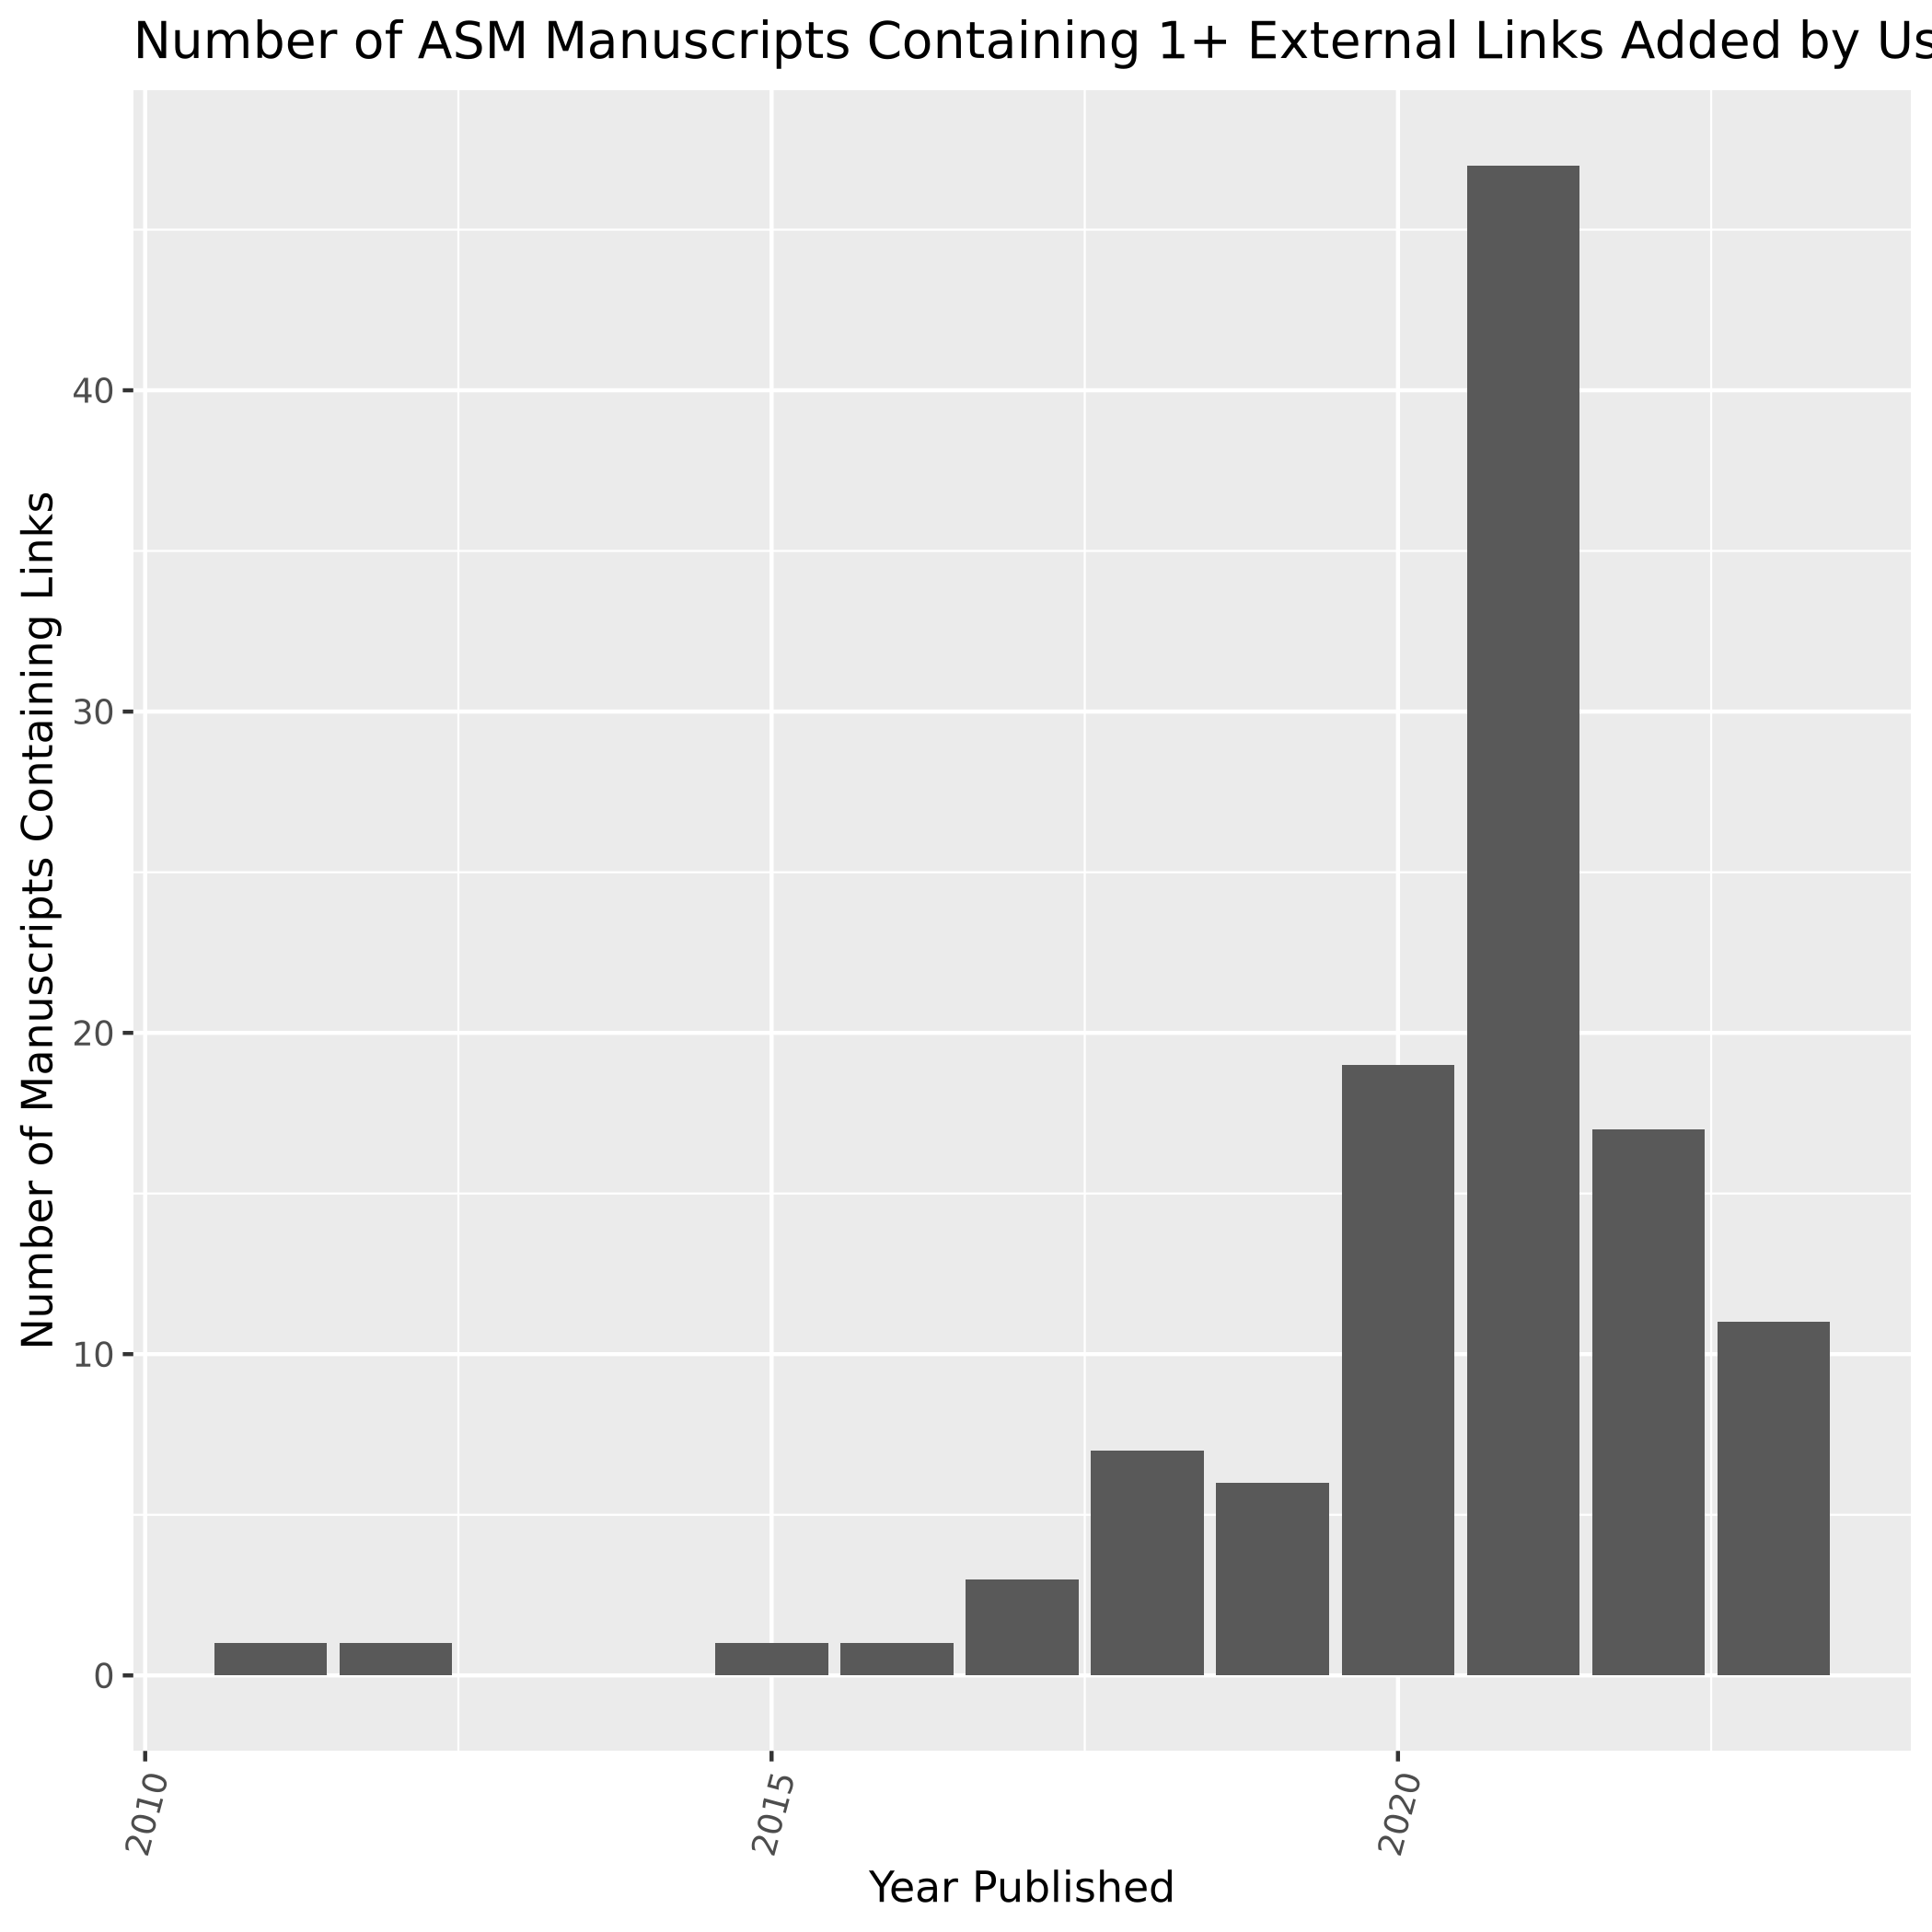 Number of ASM Manuscripts Containing 1+ External Links Added by
Number of Manuscripts Containing Links
40
30
20
10
0
2010
2015
2020
Year Published